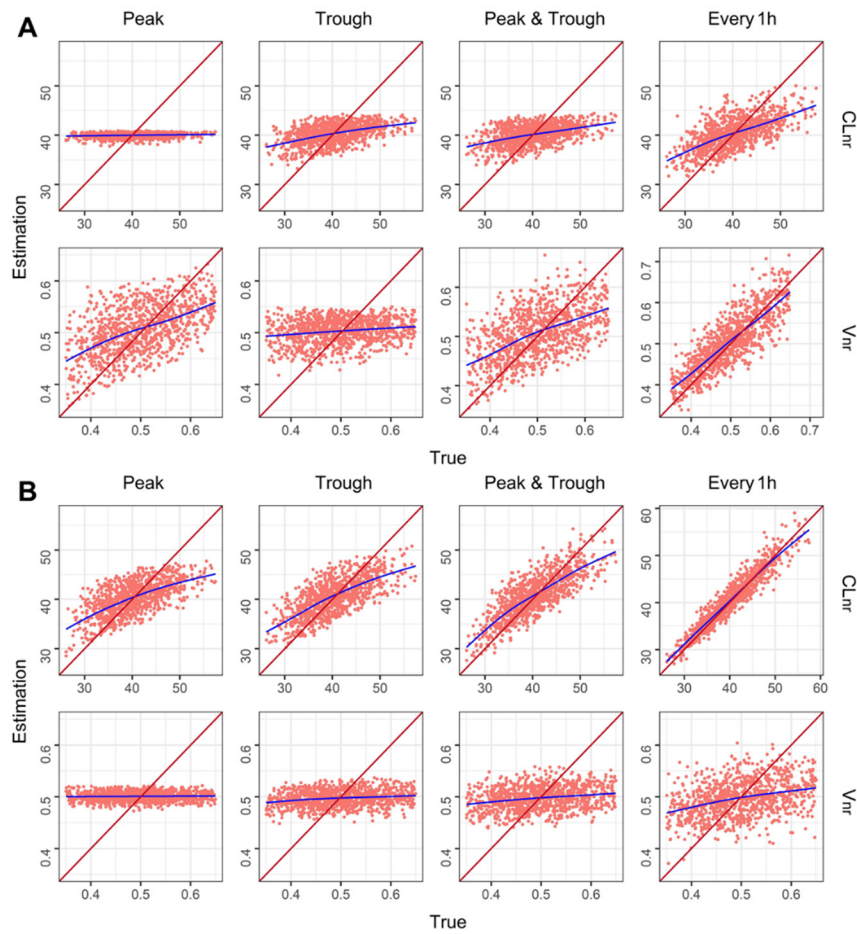 A
Peak Trough Peak & Trough Every 1h
50 50 50 50
40 40 40 40
30 30 30 30
CLnr
30 40 50 30 40 50 30 40 50 30 40 50
Estimation
0.6 0.6 0.6 0.7
0.5 0.5 0.5 0.6
0.4 0.4 0.4 0.5
0.4
Vnr
0.4 0.5 0.6 0.4 0.5 0.6 0.4 0.5 0.6 0.4 0.5 0.6 0.7
True
B
Peak Trough Peak & Trough Every 1h
60
50 50 50 50
40 40 40 40
30 30 30 30
CLnr
30 40 50 30 40 50 30 40 50 30 40 50 60
Estimation
0.6 0.6 0.6 0.6
0.5 0.5 0.5 0.5
0.4 0.4 0.4 0.4
Vnr
0.4 0.5 0.6 0.4 0.5 0.6 0.4 0.5 0.6 0.4 0.5 0.6
True